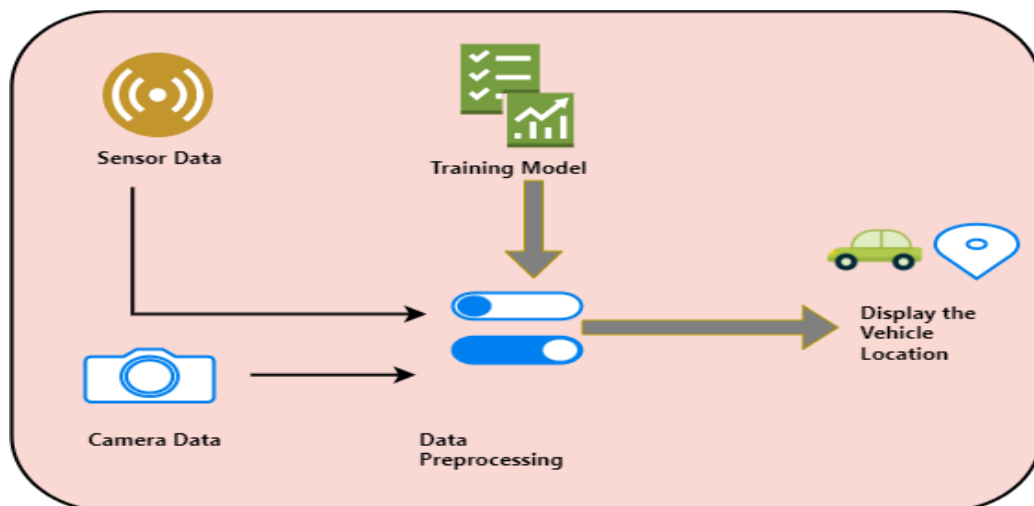 Sensor Data
Training Model
Display the
Vehicle
Location
Camera Data
Data
Preprocessing